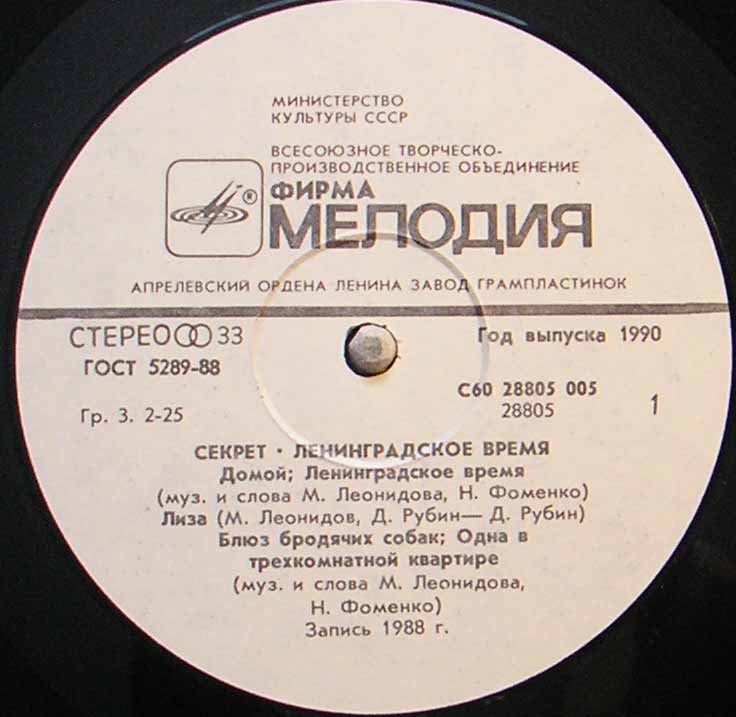 МИНИСТЕРСТВО
КУЛЬТУРЫ СССР
ВСЕСОЮЗНОЕ ТВОРЧЕСКО-
ПРОИЗВОДСТВЕННОЕ ОБЪЕДИНЕНИЕ
®
ФИРМА
МЕЛОДИЯ
АПРЕЛЕВСКИЙ ОРДЕНА ЛЕНИНА ЗАВОД ГРАМПЛАСТИНОК
СТЕРЕО 33
Год выпуска 1990
ГОСТ 5289-88
С60 28805 005
28805
1
Гр. 3. 2-25
СЕКРЕТ · ЛЕНИНГРАДСКОЕ ВРЕМЯ
Домой; Ленинградское время
(муз. и слова М. Леонидова, Н. Фоменко)
Лиза (М. Леонидов, Д. Рубин— Д. Рубин)
Блюз бродячих собак; Одна в
трехкомнатной квартире
(муз. и слова М. Леонидова,
Н. Фоменко)
Запись 1988 г.